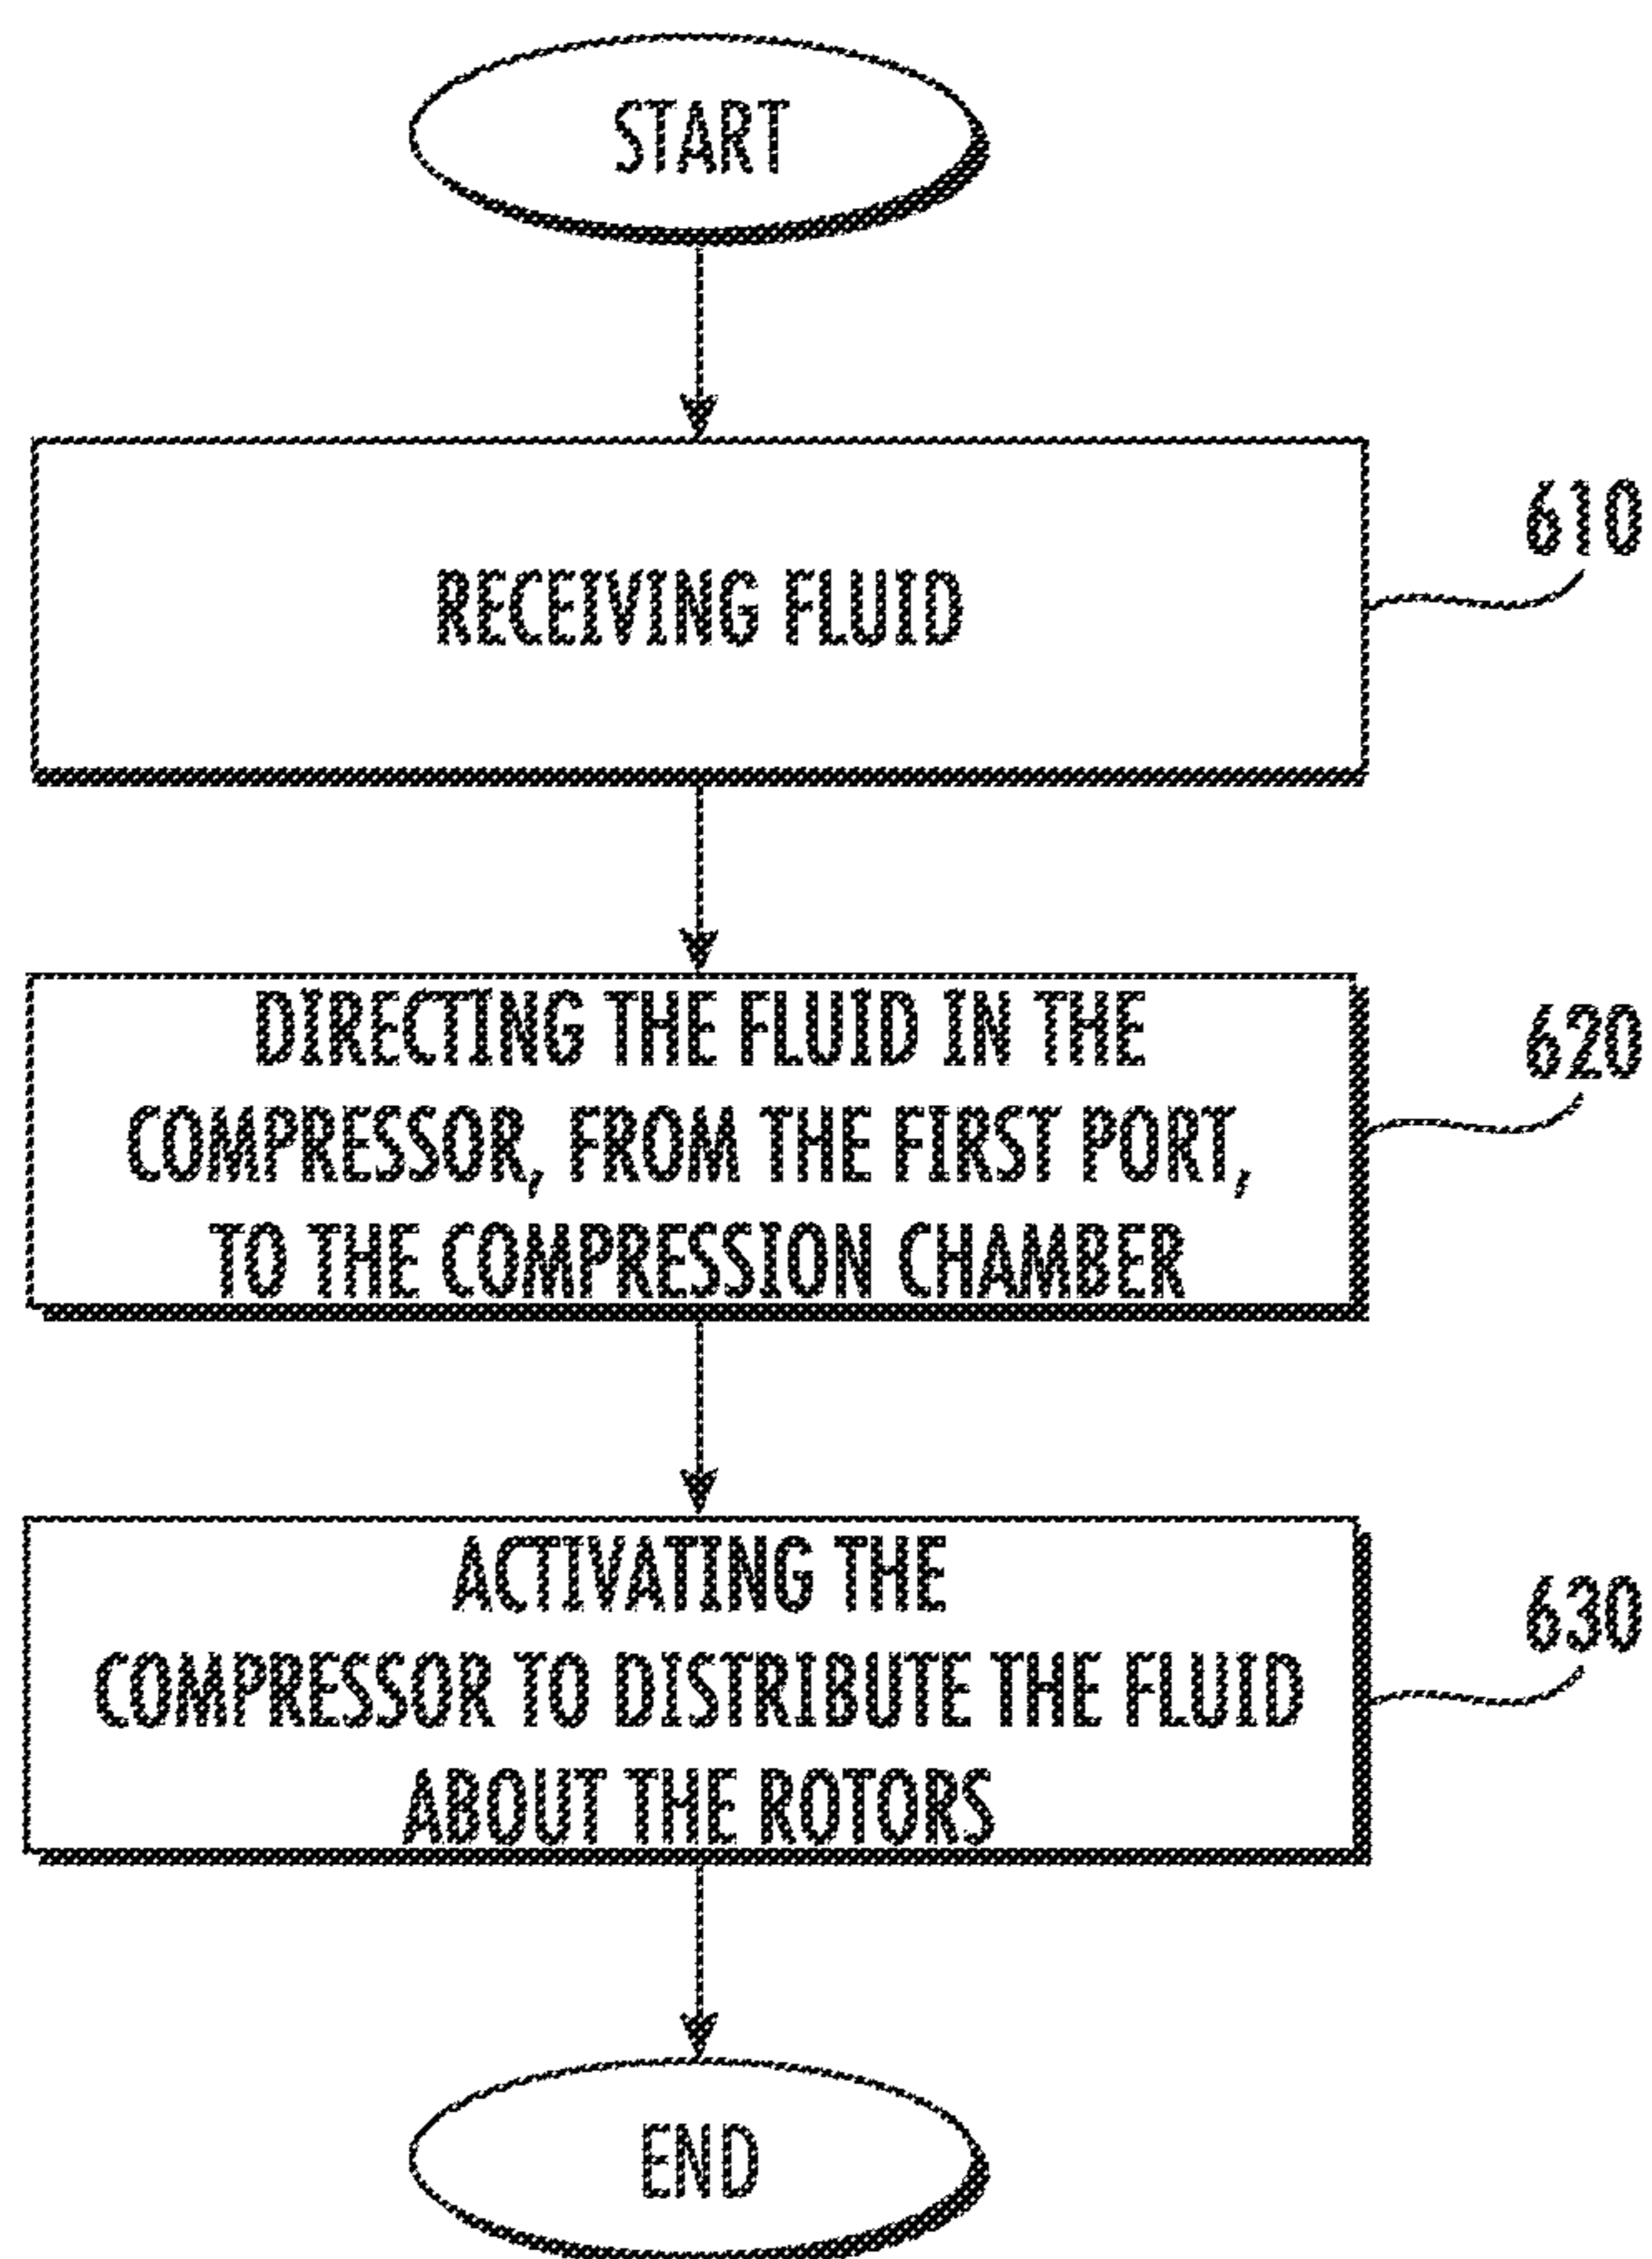 START
RECEIVING FLUID
610
DIRECTING THE FLUID IN THE
COMPRESSOR, FROM THE FIRST PORT,
TO THE COMPRESSION CHAMBER
620
ACTIVATING THE
COMPRESSOR TO DISTRIBUTE THE FLUID
ABOUT THE ROTORS
630
END